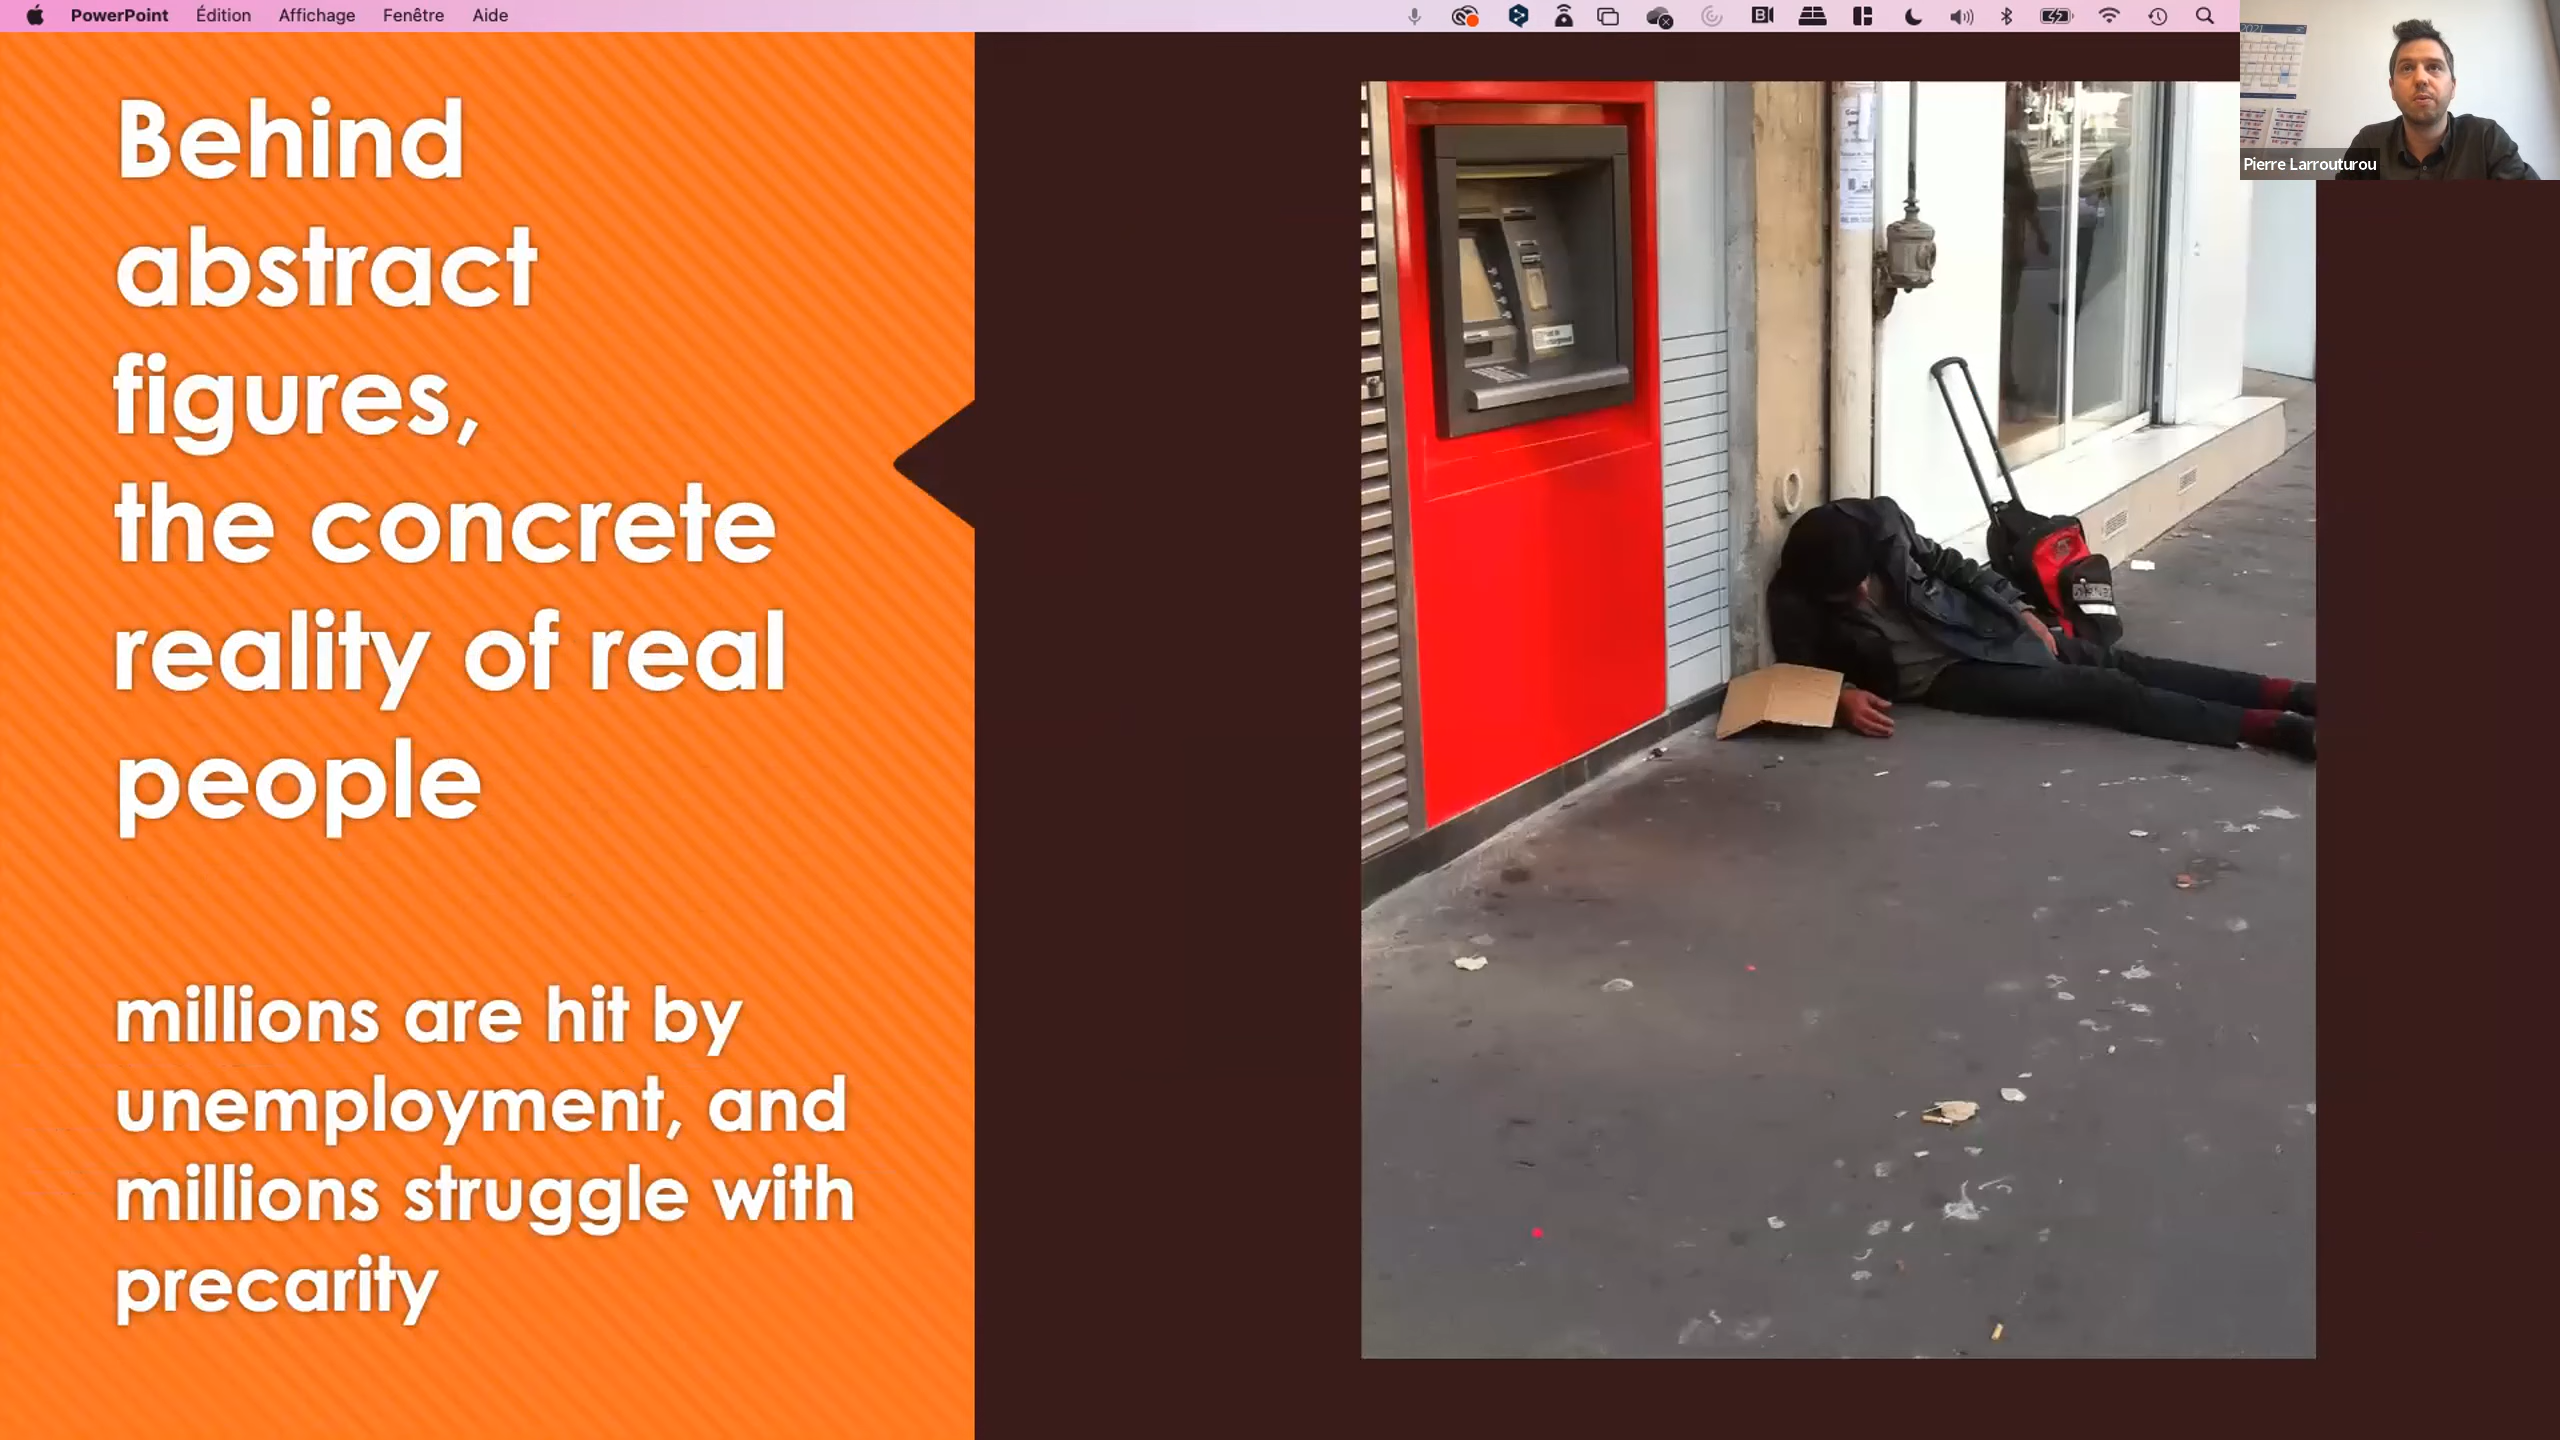 PowerPoint Édition Affichage Fenêtre Aide
2021
Pierre Larrouturou
Behind
abstract
figures,
the concrete
reality of real
people
millions are hit by
unemployment, and
millions struggle with
precarity